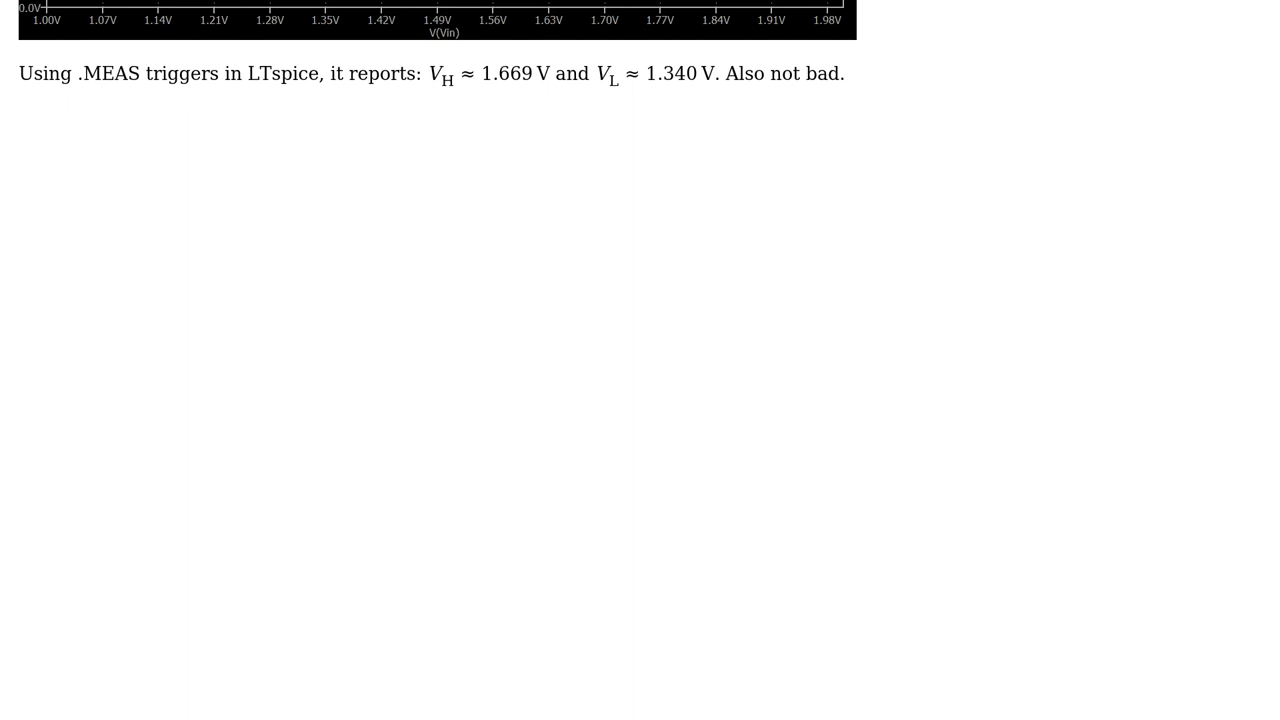 0.0V
1.00V 1.07V 1.14V 1.21V 1.28V 1.35V 1.42V 1.49V 1.56V 1.63V 1.70V 1.77V 1.84V 1.91V 1.98V
V(Vin)
Using .MEAS triggers in LTspice, it reports: V_H ≈ 1.669 V and V_L ≈ 1.340 V. Also not bad.